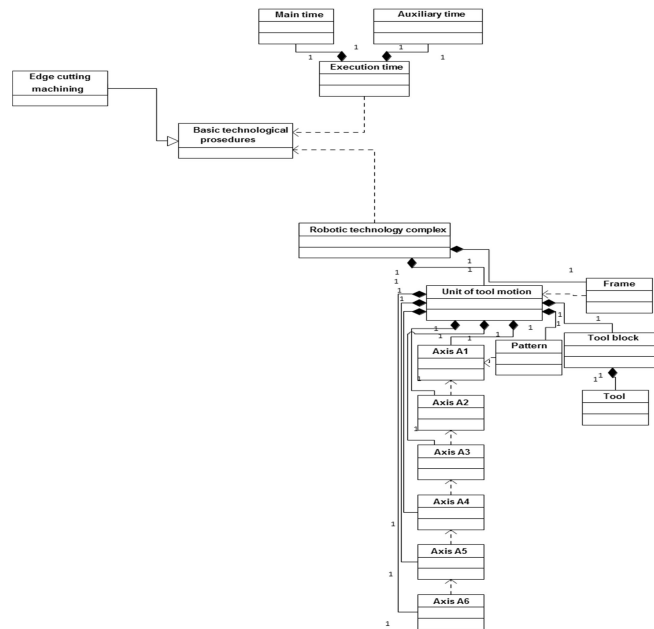 Main time
Auxiliary time
1
1
1
1
Execution time
Edge cutting
machining
Basic technological
prosedures
Robotic technology complex
1
1
1
1
1
1
Unit of tool motion
Frame
1
1
1
1
1
1
1
1
1
1
Axis A1
Pattern
Tool block
1
1
1
1
Axis A2
Tool
1
1
Axis A3
Axis A4
1
Axis A5
1
Axis A6
1